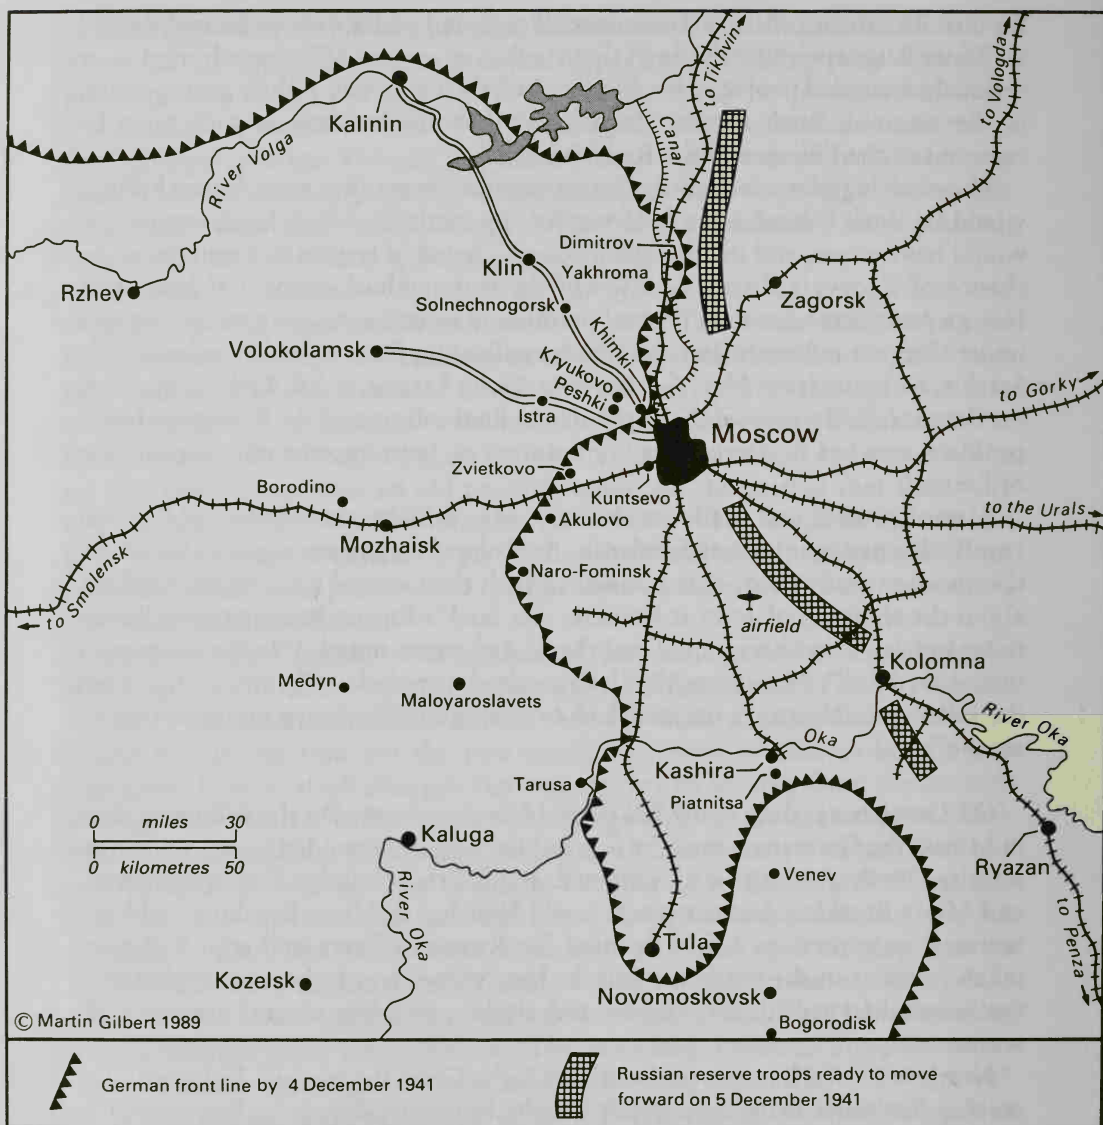 to Tikhvin
to Vologda
Kalinin
River Volga
Canal
Dimitrov
Yakhroma
Klin
Rzhev
Solnechnogorsk
Zagorsk
Khimki
Volokolamsk
Kryukovo
Peshki
to Gorky
Istra
Moscow
Zvietkovo
Borodino
Kuntsevo
to the Urals
Akulovo
Mozhaisk
Naro-Fominsk
to Smolensk
airfield
Kolomna
Medyn
Maloyaroslavets
River Oka
Oka
Kashira
Tarusa
Piatnitsa
0 miles 30
0 kilometres 50
Kaluga
Ryazan
Venev
River Oka
to Penza
Tula
Kozelsk
Novomoskovsk
© Martin Gilbert 1989
Bogorodisk
German front line by 4 December 1941
Russian reserve troops ready to move
forward on 5 December 1941